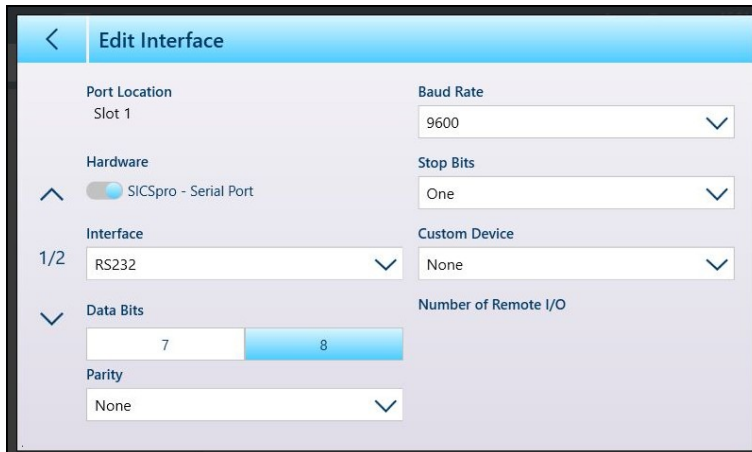 Edit Interface
Port Location
Slot 1
Hardware
SICSpro - Serial Port
1/2
Interface
RS232
Data Bits
7 8
Parity
None
Baud Rate
9600
Stop Bits
One
Custom Device
None
Number of Remote I/O